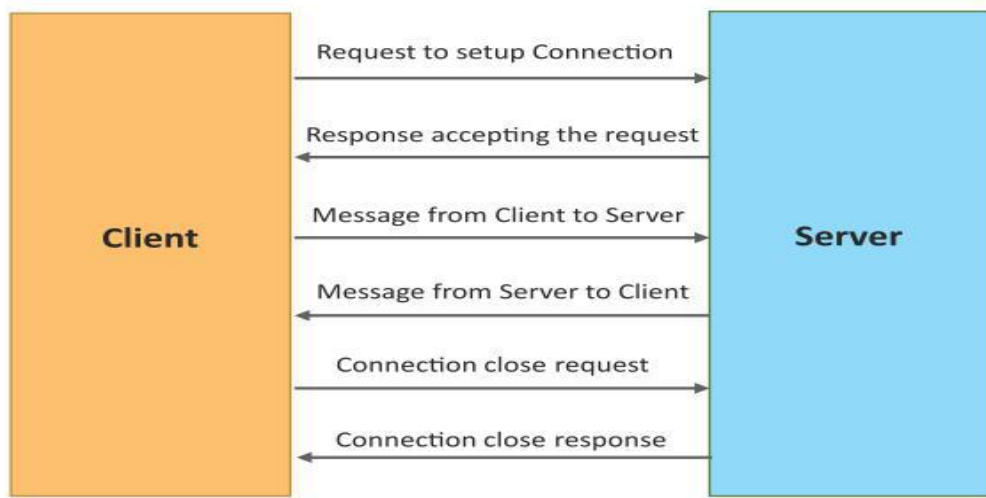 Request to setup Connection
Response accepting the request
Message from Client to Server
Client
Server
Message from Server to Client
Connection close request
Connection close response